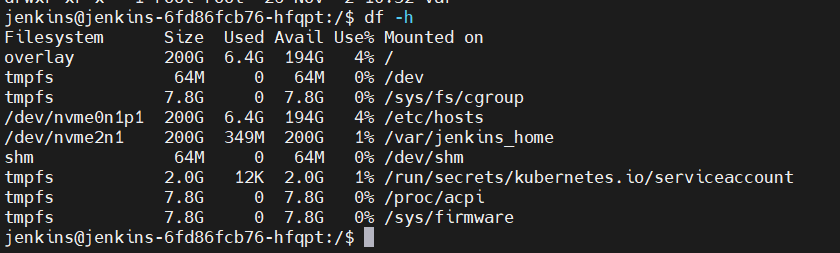 jenkins@jenkins-6fd86fcb76-hfqpt:/$ df -h
Filesystem Size Used Avail Use% Mounted on
overlay 200G 6.4G 194G 4% /
tmpfs 64M 0 64M 0% /dev
tmpfs 7.8G 0 7.8G 0% /sys/fs/cgroup
/dev/nvme0n1p1 200G 6.4G 194G 4% /etc/hosts
/dev/nvme2n1 200G 349M 200G 1% /var/jenkins_home
shm 64M 0 64M 0% /dev/shm
tmpfs 2.0G 12K 2.0G 1% /run/secrets/kubernetes.io/serviceaccount
tmpfs 7.8G 0 7.8G 0% /proc/acpi
tmpfs 7.8G 0 7.8G 0% /sys/firmware
jenkins@jenkins-6fd86fcb76-hfqpt:/$